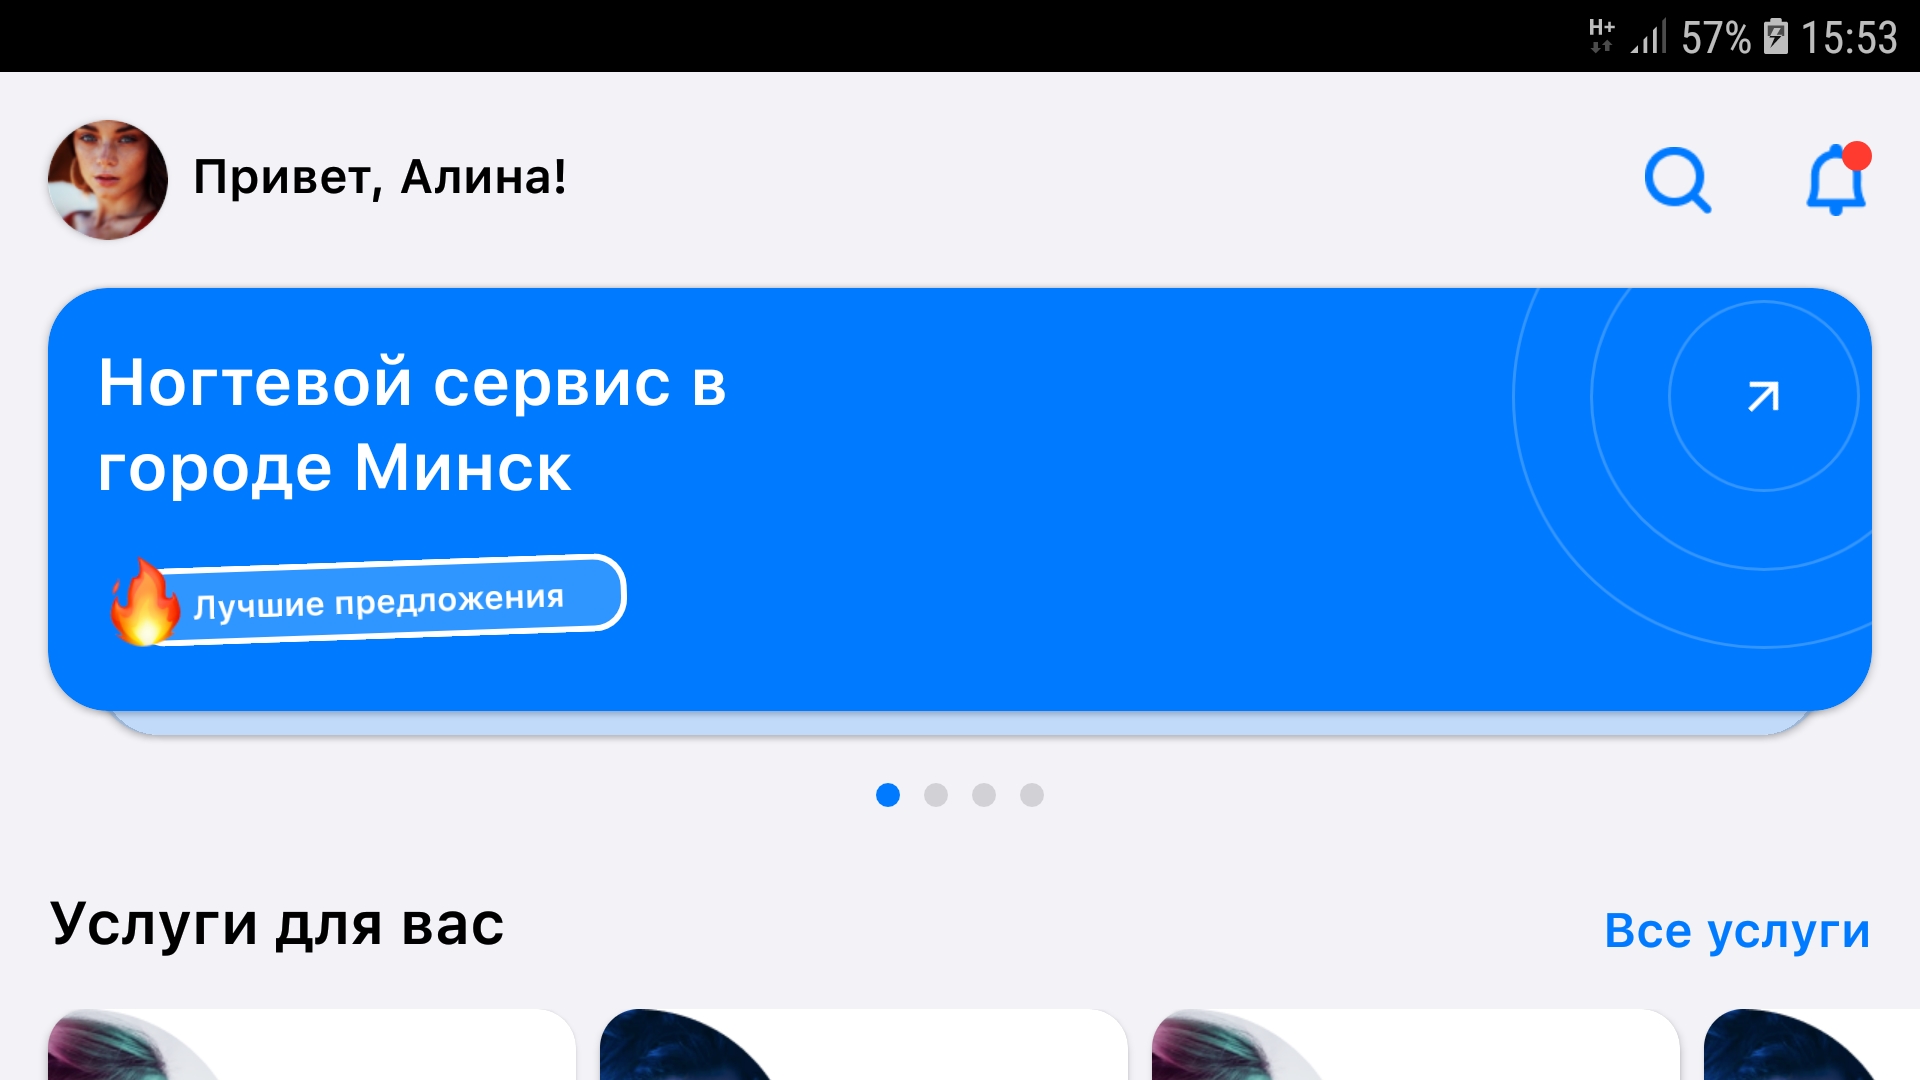 H+ 57% 15:53
Привет, Алина!
Ногтевой сервис в
городе Минск
Лучшие предложения
Услуги для вас
Все услуги